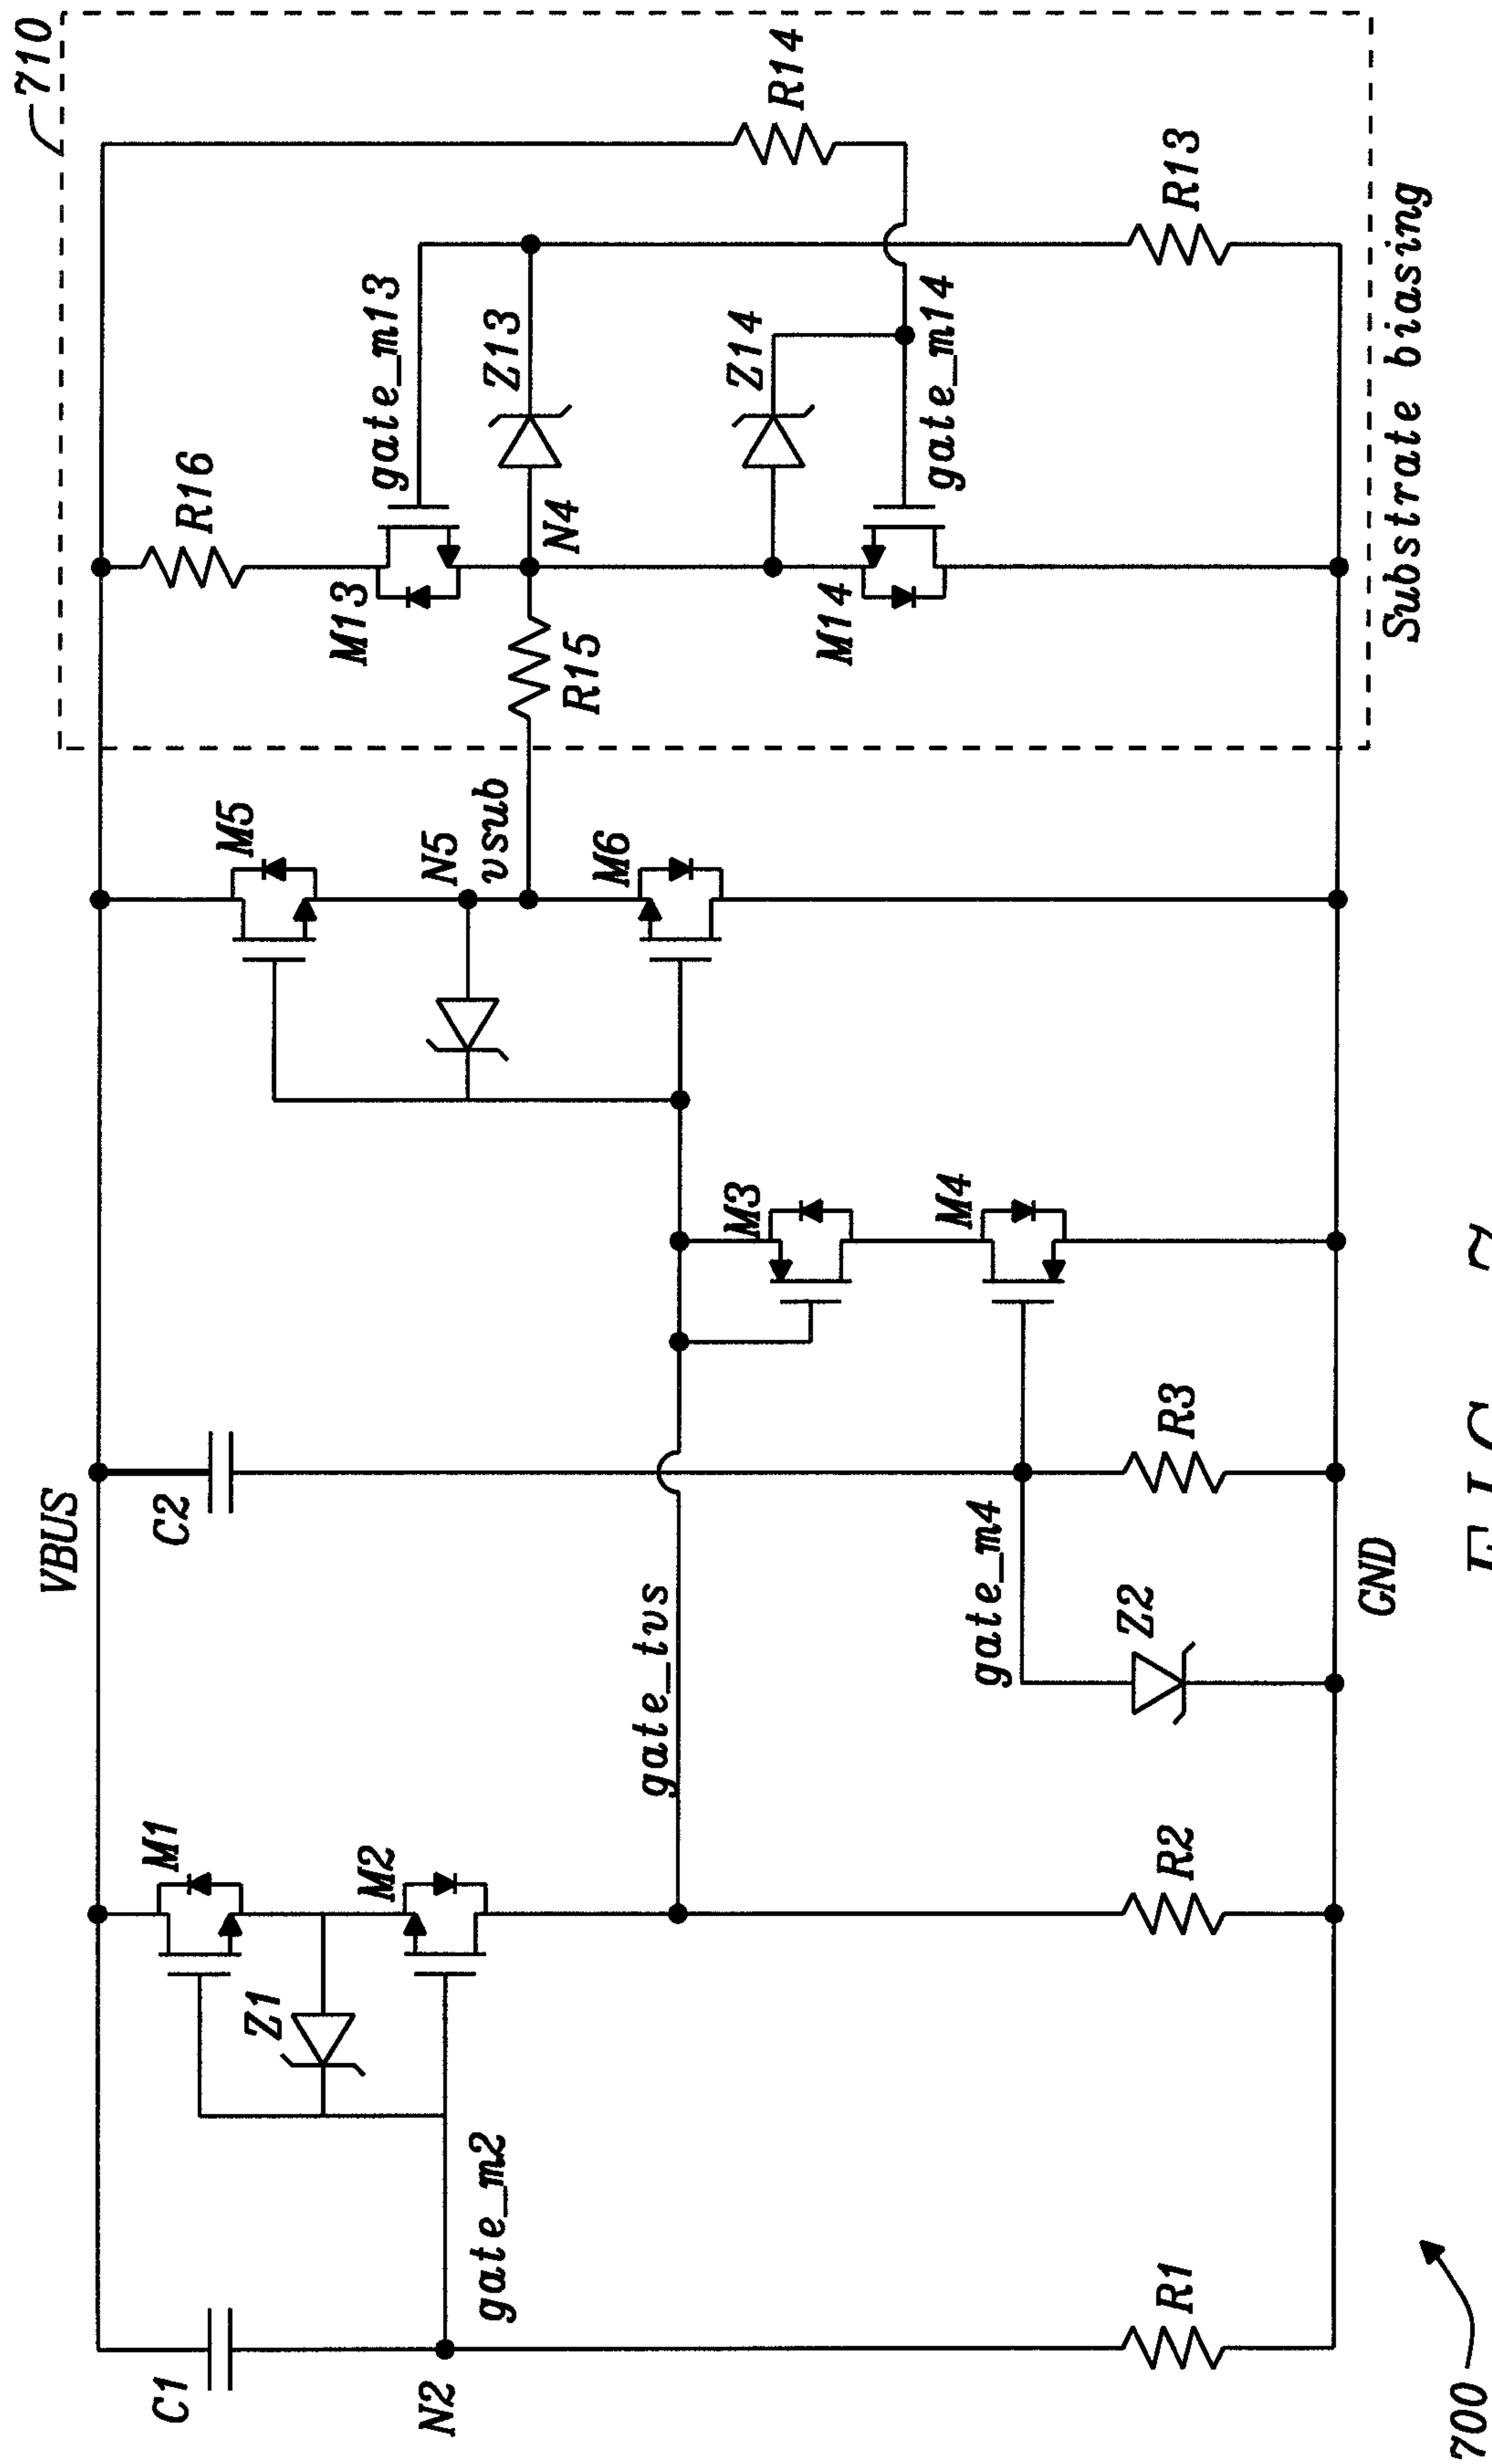 710
VBUS
C1
N2
gate_m2
R1
M1
Z1
M2
gate_tvs
R2
C2
gate_m4
Z2
R3
M3
M4
M5
N5
vsub
M6
R15
R16
M13
gate_m13
Z13
N4
Z14
M14
gate_m14
R14
R13
GND
Substrate biasing
700